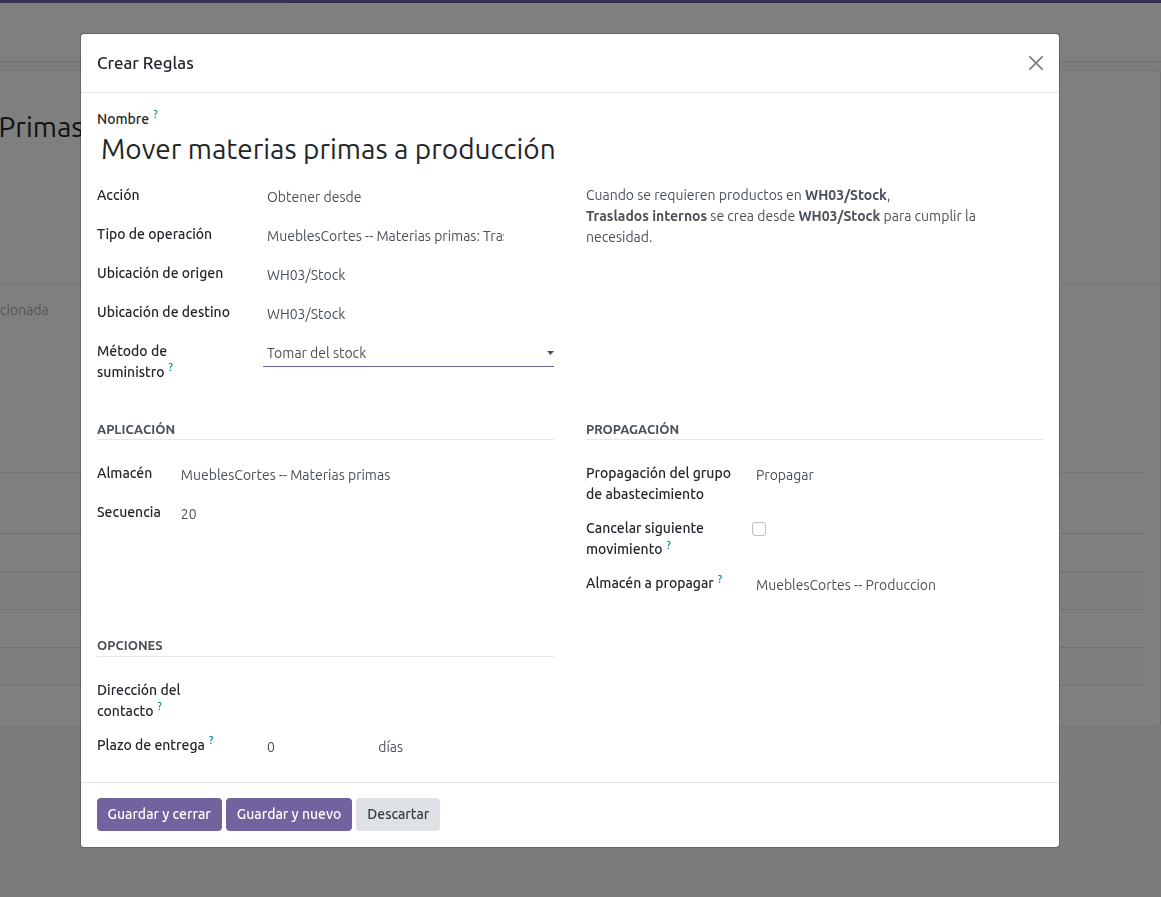 Crear Reglas
Primas
cionada
Nombre ?
Mover materias primas a producción
Acción
Obtener desde
Tipo de operación
MueblesCortes -- Materias primas: Tra
Ubicación de origen
WH03/Stock
Ubicación de destino
WH03/Stock
Método de
suministro ?
Tomar del stock
Cuando se requieren productos en WH03/Stock,
Traslados internos se crea desde WH03/Stock para cumplir la
necesidad.
APLICACIÓN
Almacén
MueblesCortes -- Materias primas
Secuencia
20
PROPAGACIÓN
Propagación del grupo
de abastecimiento
Propagar
Cancelar siguiente
movimiento ?
Almacén a propagar ?
MueblesCortes -- Produccion
OPCIONES
Dirección del
contacto ?
Plazo de entrega ?
0
días
Guardar y cerrar
Guardar y nuevo
Descartar